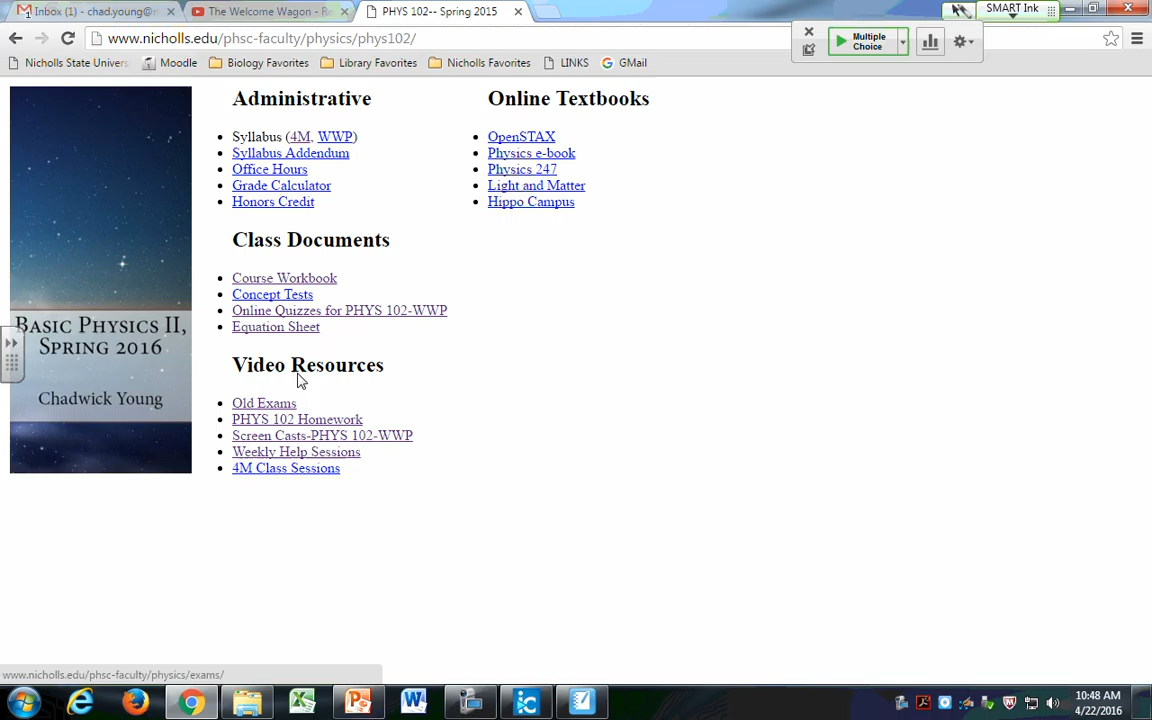 Inbox (1) - chad.young@n
The Welcome Wagon - Re
PHYS 102-- Spring 2015
SMART Ink
www.nicholls.edu/phsc-faculty/physics/phys102/
Multiple
Choice
Nicholls State Univers
Moodle
Biology Favorites
Library Favorites
Nicholls Favorites
LINKS
GMail
Administrative
Syllabus (4M, WWP)
Syllabus Addendum
Office Hours
Grade Calculator
Honors Credit
Online Textbooks
OpenSTAX
Physics e-book
Physics 247
Light and Matter
Hippo Campus
Class Documents
Course Workbook
Concept Tests
Online Quizzes for PHYS 102-WWP
Equation Sheet
Basic Physics II,
Spring 2016
Chadwick Young
Video Resources
Old Exams
PHYS 102 Homework
Screen Casts-PHYS 102-WWP
Weekly Help Sessions
4M Class Sessions
www.nicholls.edu/phsc-faculty/physics/exams/
10:48 AM
4/22/2016